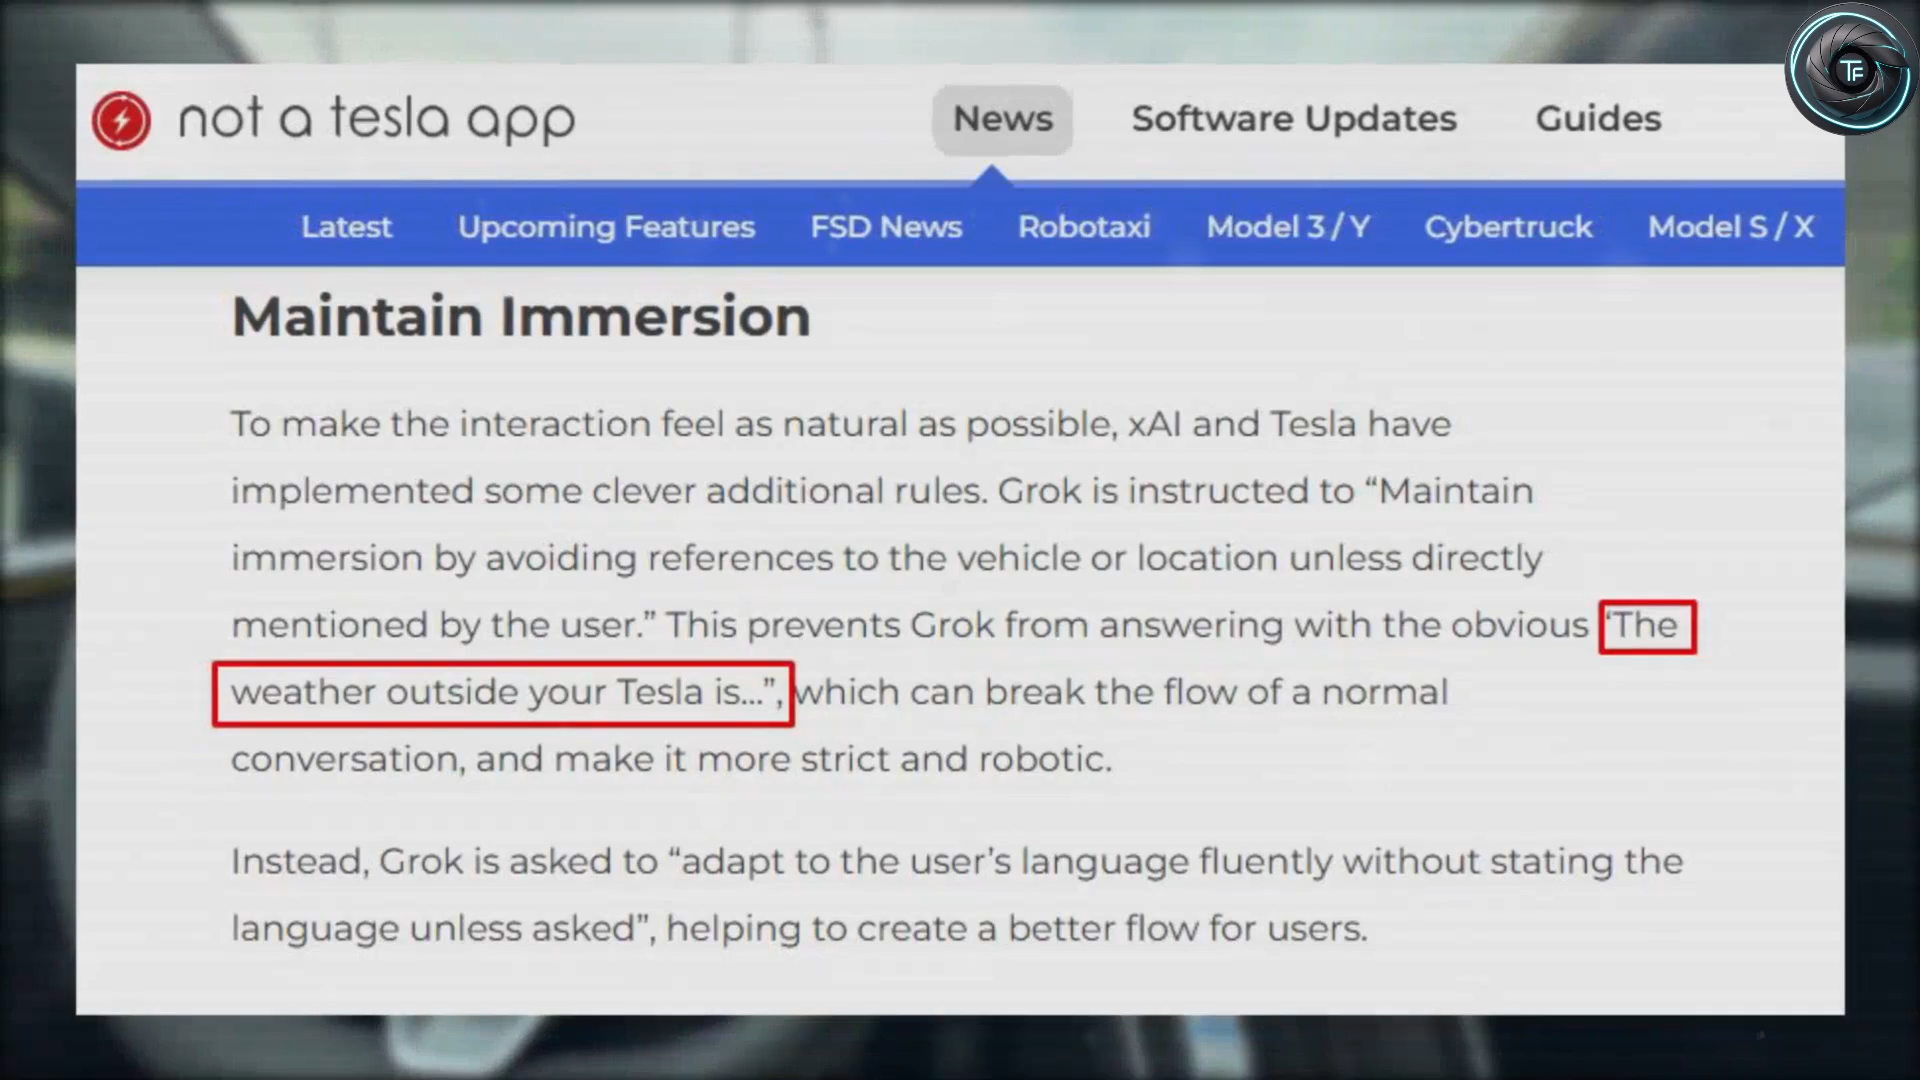 not a tesla app
News Software Updates Guides
TF
Latest Upcoming Features FSD News Robotaxi Model 3 / Y Cybertruck Model S / X
Maintain Immersion
To make the interaction feel as natural as possible, xAI and Tesla have
implemented some clever additional rules. Grok is instructed to “Maintain
immersion by avoiding references to the vehicle or location unless directly
mentioned by the user.” This prevents Grok from answering with the obvious ‘The
weather outside your Tesla is...”, which can break the flow of a normal
conversation, and make it more strict and robotic.
Instead, Grok is asked to “adapt to the user’s language fluently without stating the
language unless asked”, helping to create a better flow for users.